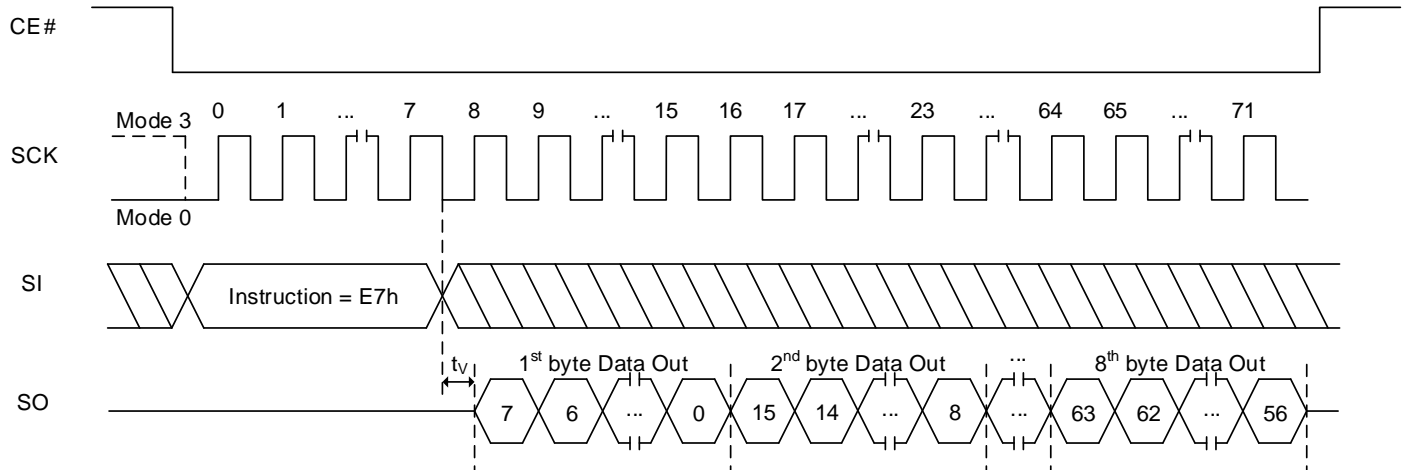 CE#
0 1 ... 7 8 9 ... 15 16 17 ... 23 ... 64 65 ... 71
Mode 3
SCK
Mode 0
SI
Instruction = E7h
tV 1st byte Data Out 2nd byte Data Out ... 8th byte Data Out
SO
7 6 ... 0 15 14 ... 8 ... 63 62 ... 56